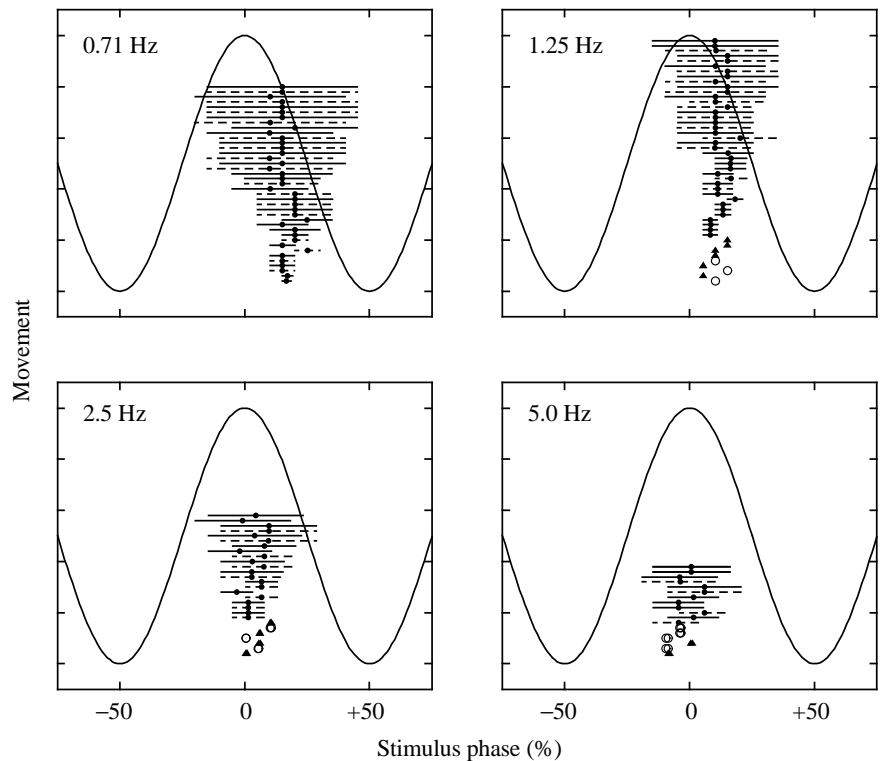 0.71 Hz
1.25 Hz
Movement
2.5 Hz
5.0 Hz
−50 0 +50 −50 0 +50
Stimulus phase (%)